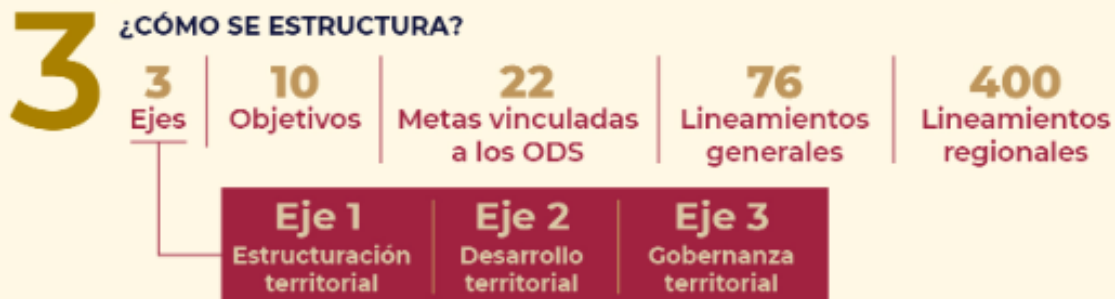 3
¿CÓMO SE ESTRUCTURA?
3
Ejes
10
Objetivos
22
Metas vinculadas
a los ODS
76
Lineamientos
generales
400
Lineamientos
regionales
Eje 1
Estructuración
territorial
Eje 2
Desarrollo
territorial
Eje 3
Gobernanza
territorial